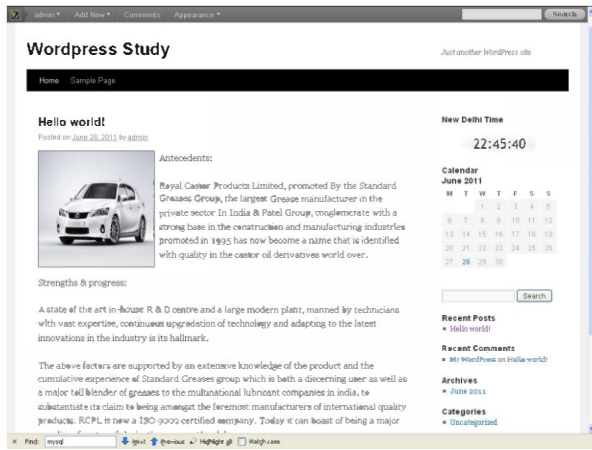 admin Add New Comments Appearance Search
Wordpress Study
Just another WordPress site
Home Sample Page
Hello world!
Posted on June 28, 2011 by admin
Antecedents:
Royal Castor Products Limited, promoted By the Standard
Greases Group, the largest Grease manufacturer in the
private sector In India & Patel Group, conglomerate with a
strong base in the construction and manufacturing industries
promoted in 1995 has now become a name that is identified
with quality in the castor oil derivatives world over.
Strengths & progress:
A state of the art in-house R & D centre and a large modern plant, manned by technicians
with vast expertise, continuous upgradation of technology and adapting to the latest
innovations in the industry is its hallmark.
The above factors are supported by an extensive knowledge of the product and the
cumulative experience of Standard Greases group which is both a discerning user as well as
a major toll blender of greases to the multinational lubricant companies in india, to
substantiate its claim to being amongst the foremost manufacturers of international quality
products. RCPL is now a ISO 9002 certified company. Today it can boast of being a major
New Delhi Time
22:45:40
Calendar
June 2011
M T W T F S S
1 2 3 4 5
6 7 8 9 10 11 12
13 14 15 16 17 18 19
20 21 22 23 24 25 26
27 28 29 30
Search
Recent Posts
Hello world!
Recent Comments
Mr WordPress on Hello world!
Archives
June 2011
Categories
Uncategorized
× Find: mysql Next Previous Highlight all Match case